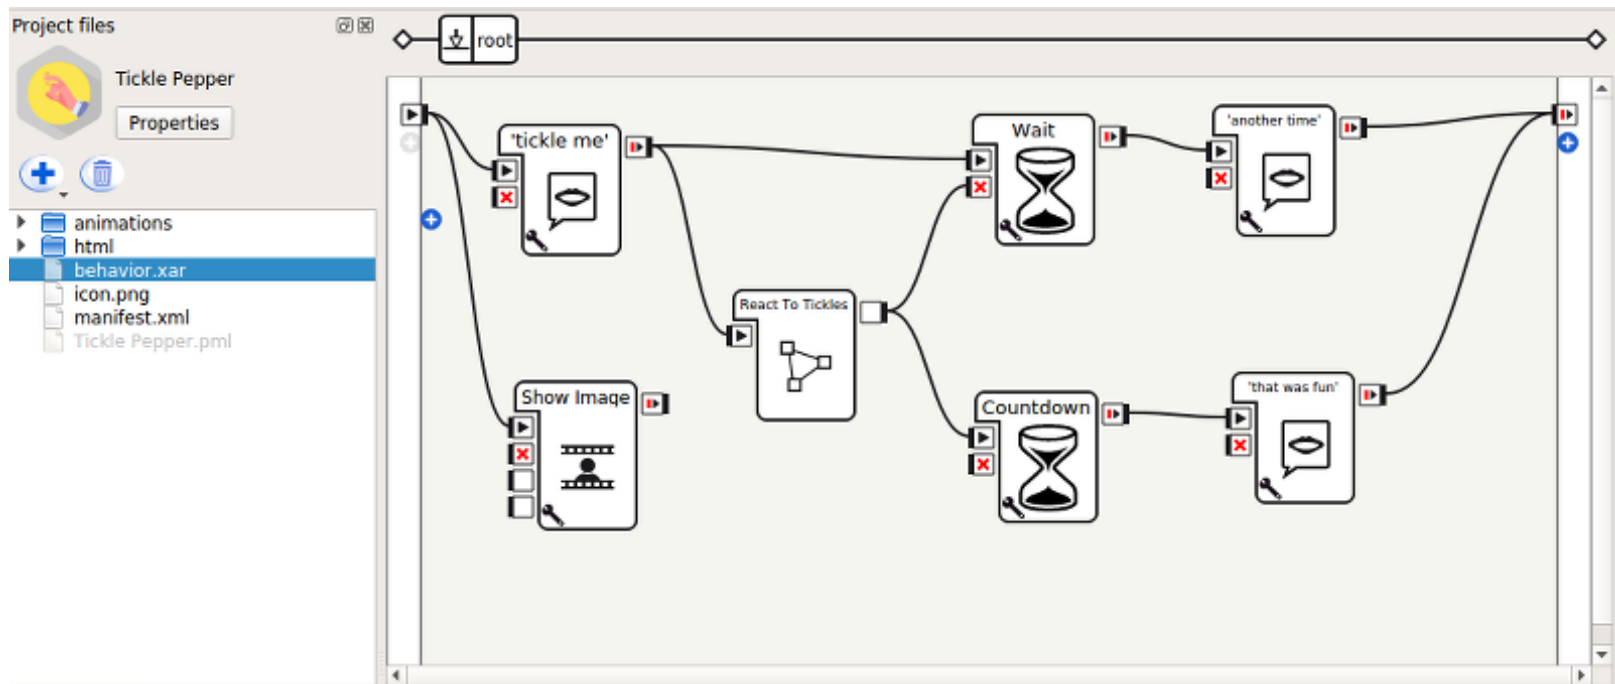 Project files
Tickle Pepper
Properties
animations
html
behavior.xar
icon.png
manifest.xml
Tickle Pepper.pml
root
'tickle me'
Wait
'another time'
React To Tickles
Show Image
Countdown
'that was fun'